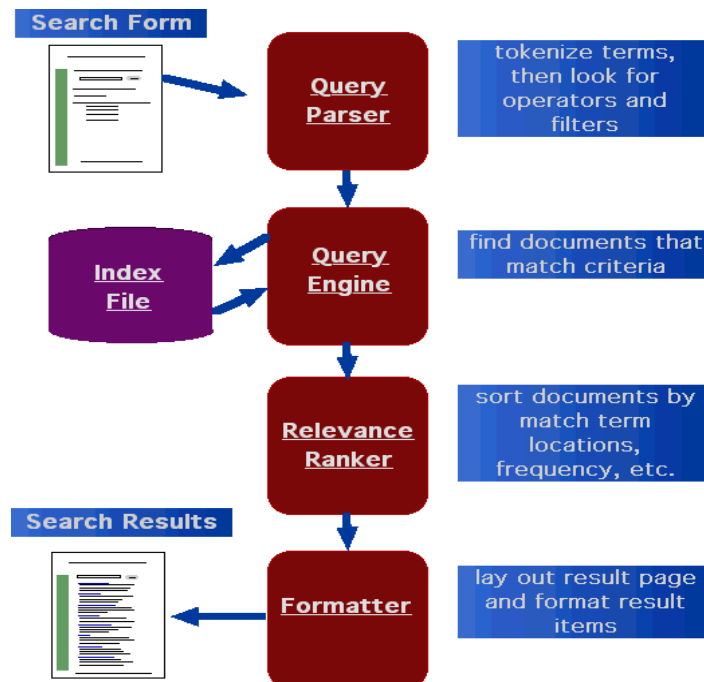 Search Form
Query
Parser
tokenize terms,
then look for
operators and
filters
Index
File
Query
Engine
find documents that
match criteria
Relevance
Ranker
sort documents by
match term
locations,
frequency, etc.
Search Results
Formatter
lay out result page
and format result
items